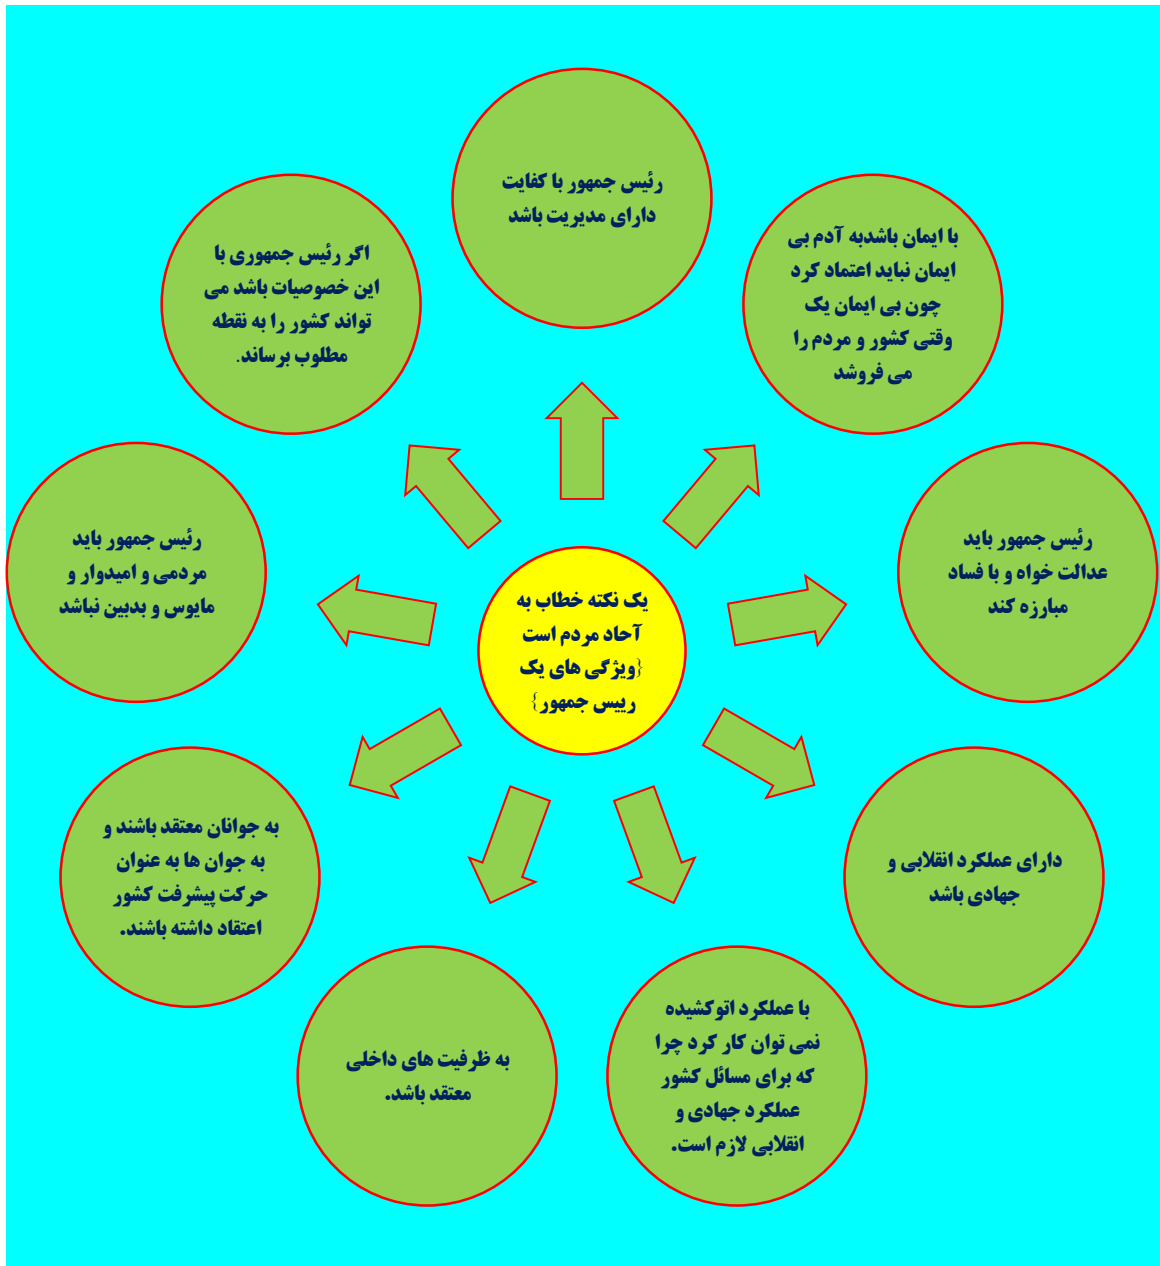 یک نکته خطاب به
آحاد مردم است
{ویژگی های یک
رییس جمهور}
رئیس جمهور با کفایت
دارای مدیریت باشد
با ایمان باشدبه آدم بی
ایمان نباید اعتماد کرد
چون بی ایمان یک
وقتی کشور و مردم را
می فروشد
رئیس جمهور باید
عدالت خواه و با فساد
مبارزه کند
دارای عملکرد انقلابی و
جهادی باشد
با عملکرد اتوکشیده
نمی توان کار کرد چرا
که برای مسائل کشور
عملکرد جهادی و
انقلابی لازم است.
به ظرفیت های داخلی
معتقد باشد.
به جوانان معتقد باشند و
به جوان ها به عنوان
حرکت پیشرفت کشور
اعتقاد داشته باشند.
رئیس جمهور باید
مردمی و امیدوار و
مایوس و بدبین نباشد
اگر رئیس جمهوری با
این خصوصیات باشد می
تواند کشور را به نقطه
مطلوب برساند.